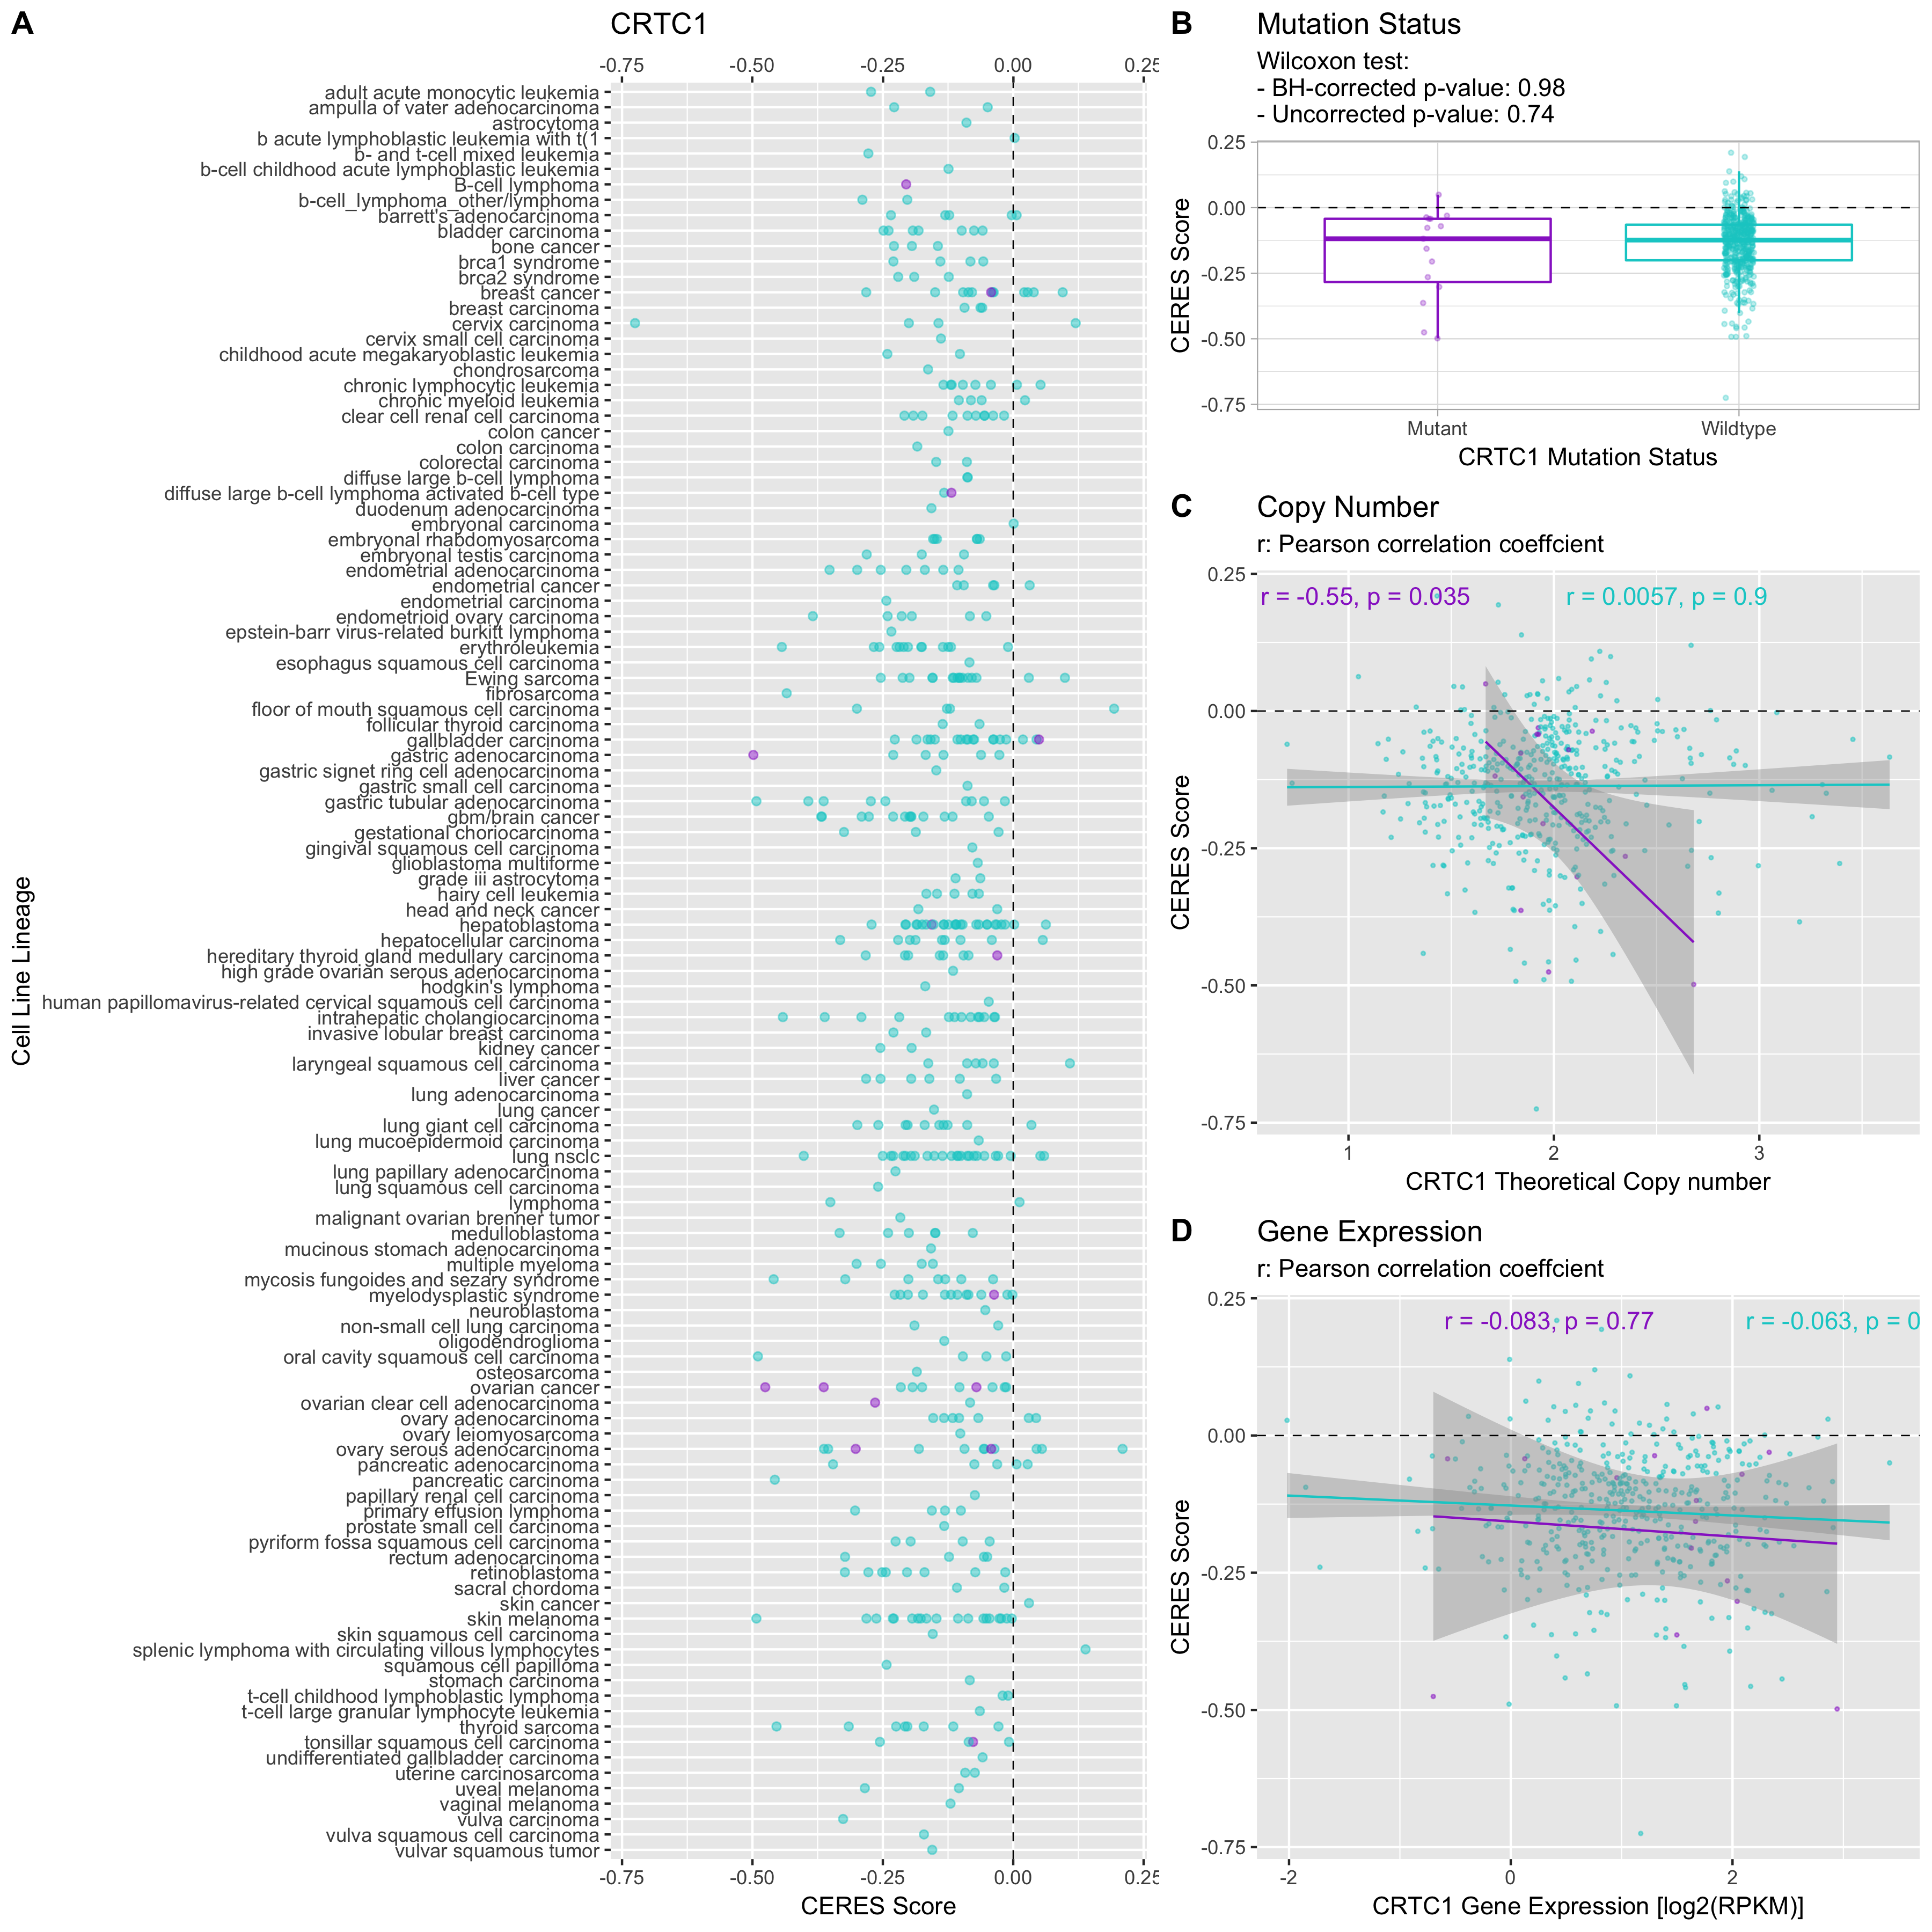 A
CRTC1
-0.75 -0.50 -0.25 0.00 0.25
adult acute monocytic leukemia
ampulla of vater adenocarcinoma
astrocytoma
b acute lymphoblastic leukemia with t(1
b- and t-cell mixed leukemia
b-cell childhood acute lymphoblastic leukemia
B-cell lymphoma
b-cell_lymphoma_other/lymphoma
barrett's adenocarcinoma
bladder carcinoma
bone cancer
brca1 syndrome
brca2 syndrome
breast cancer
breast carcinoma
cervix carcinoma
cervix small cell carcinoma
childhood acute megakaryoblastic leukemia
chondrosarcoma
chronic lymphocytic leukemia
chronic myeloid leukemia
clear cell renal cell carcinoma
colon cancer
colon carcinoma
colorectal carcinoma
diffuse large b-cell lymphoma
diffuse large b-cell lymphoma activated b-cell type
duodenum adenocarcinoma
embryonal carcinoma
embryonal rhabdomyosarcoma
embryonal testis carcinoma
endometrial adenocarcinoma
endometrial cancer
endometrial carcinoma
endometrioid ovary carcinoma
epstein-barr virus-related burkitt lymphoma
erythroleukemia
esophagus squamous cell carcinoma
Ewing sarcoma
fibrosarcoma
floor of mouth squamous cell carcinoma
follicular thyroid carcinoma
gallbladder carcinoma
gastric adenocarcinoma
gastric signet ring cell adenocarcinoma
gastric small cell carcinoma
gastric tubular adenocarcinoma
gbm/brain cancer
gestational choriocarcinoma
gingival squamous cell carcinoma
glioblastoma multiforme
grade iii astrocytoma
hairy cell leukemia
head and neck cancer
hepatoblastoma
hepatocellular carcinoma
hereditary thyroid gland medullary carcinoma
high grade ovarian serous adenocarcinoma
hodgkin's lymphoma
human papillomavirus-related cervical squamous cell carcinoma
intrahepatic cholangiocarcinoma
invasive lobular breast carcinoma
kidney cancer
laryngeal squamous cell carcinoma
liver cancer
lung adenocarcinoma
lung cancer
lung giant cell carcinoma
lung mucoepidermoid carcinoma
lung nsclc
lung papillary adenocarcinoma
lung squamous cell carcinoma
lymphoma
malignant ovarian brenner tumor
medulloblastoma
mucinous stomach adenocarcinoma
multiple myeloma
mycosis fungoides and sezary syndrome
myelodysplastic syndrome
neuroblastoma
non-small cell lung carcinoma
oligodendroglioma
oral cavity squamous cell carcinoma
osteosarcoma
ovarian cancer
ovarian clear cell adenocarcinoma
ovary adenocarcinoma
ovary leiomyosarcoma
ovary serous adenocarcinoma
pancreatic adenocarcinoma
pancreatic carcinoma
papillary renal cell carcinoma
primary effusion lymphoma
prostate small cell carcinoma
pyriform fossa squamous cell carcinoma
rectum adenocarcinoma
retinoblastoma
sacral chordoma
skin cancer
skin melanoma
skin squamous cell carcinoma
splenic lymphoma with circulating villous lymphocytes
squamous cell papilloma
stomach carcinoma
t-cell childhood lymphoblastic lymphoma
t-cell large granular lymphocyte leukemia
thyroid sarcoma
tonsillar squamous cell carcinoma
undifferentiated gallbladder carcinoma
uterine carcinosarcoma
uveal melanoma
vaginal melanoma
vulva carcinoma
vulva squamous cell carcinoma
vulvar squamous tumor
-0.75 -0.50 -0.25 0.00 0.25
CERES Score
Cell Line Lineage
B
Mutation Status
Wilcoxon test:
- BH-corrected p-value: 0.98
- Uncorrected p-value: 0.74
0.25
0.00
-0.25
-0.50
-0.75
CERES Score
Mutant Wildtype
CRTC1 Mutation Status
C
Copy Number
r: Pearson correlation coeffcient
r = -0.55, p = 0.035 r = 0.0057, p = 0.9
0.25
0.00
-0.25
-0.50
-0.75
CERES Score
1 2 3
CRTC1 Theoretical Copy number
D
Gene Expression
r: Pearson correlation coeffcient
r = -0.083, p = 0.77 r = -0.063, p = 0
0.25
0.00
-0.25
-0.50
-0.75
CERES Score
-2 0 2
CRTC1 Gene Expression [log2(RPKM)]